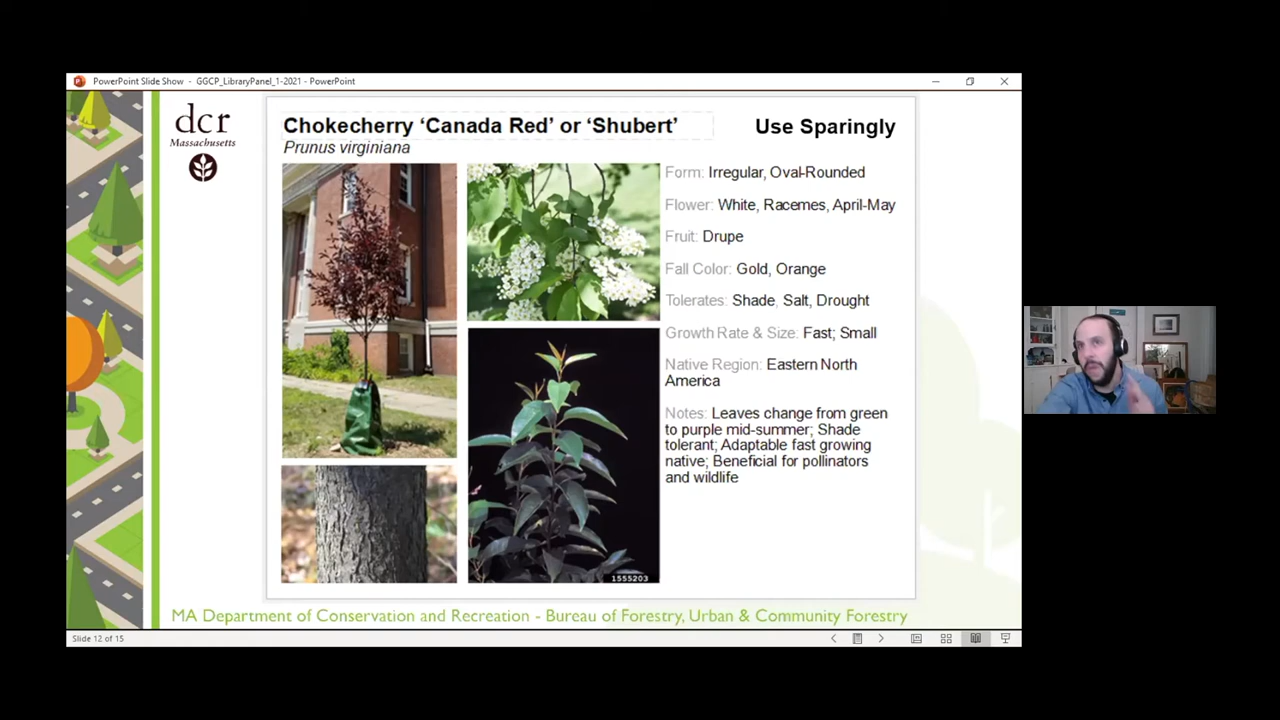 PowerPoint Slide Show - GGCP_LibraryPanel_1-2021 - PowerPoint
dcr
Massachusetts
Chokecherry ‘Canada Red’ or ‘Shubert’
Use Sparingly
Prunus virginiana
Form: Irregular, Oval-Rounded
Flower: White, Racemes, April-May
Fruit: Drupe
Fall Color: Gold, Orange
Tolerates: Shade, Salt, Drought
Growth Rate & Size: Fast; Small
Native Region: Eastern North
America
Notes: Leaves change from green
to purple mid-summer; Shade
tolerant; Adaptable fast growing
native; Beneficial for pollinators
and wildlife
1555203
MA Department of Conservation and Recreation - Bureau of Forestry, Urban & Community Forestry
Slide 12 of 15